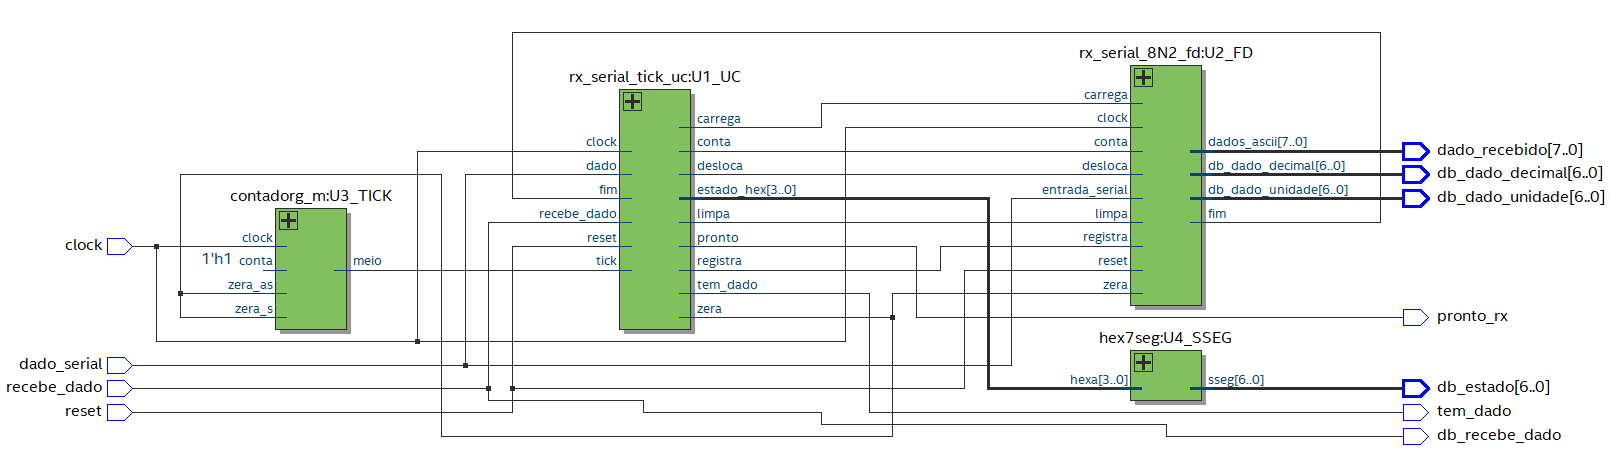 rx_serial_8N2_fd:U2_FD
rx_serial_tick_uc:U1_UC
carrega
clock
conta
desloca
entrada_serial
limpa
registra
reset
zera
dados_ascii[7..0]
db_dado_decimal[6..0]
db_dado_unidade[6..0]
fim
dado_recebido[7..0]
db_dado_decimal[6..0]
db_dado_unidade[6..0]
clock
dado
fim
recebe_dado
reset
tick
carrega
conta
desloca
estado_hex[3..0]
limpa
pronto
registra
tem_dado
zera
contadorg_m:U3_TICK
clock
1'h1 conta
zera_as
zera_s
meio
clock
pronto_rx
hex7seg:U4_SSEG
hexa[3..0]
sseg[6..0]
dado_serial
recebe_dado
reset
db_estado[6..0]
tem_dado
db_recebe_dado